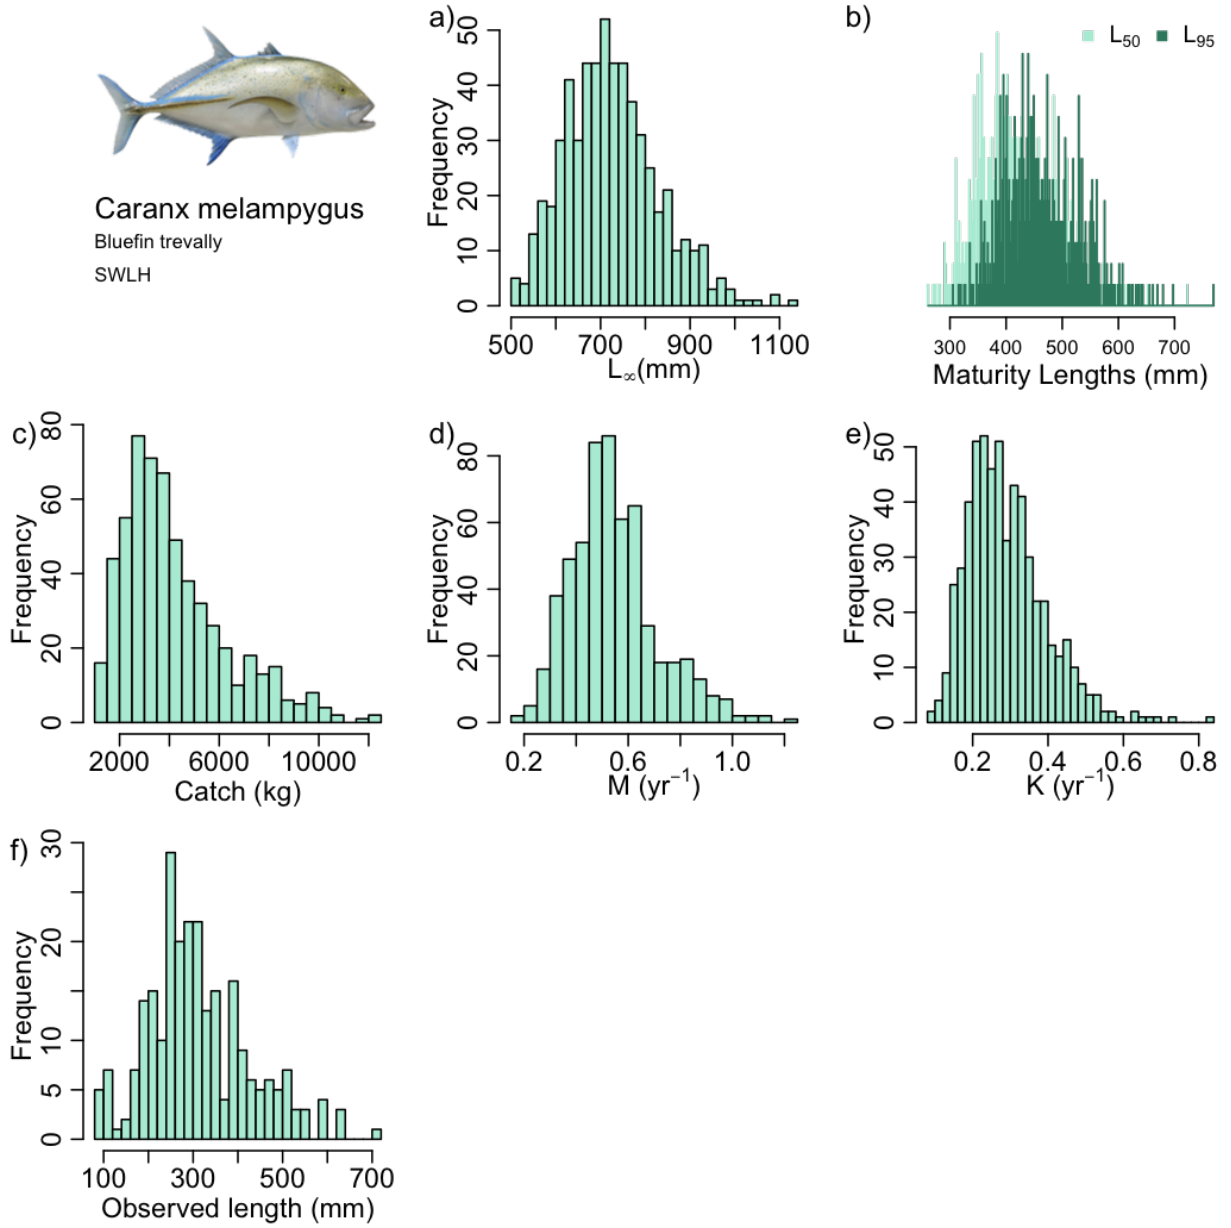 Caranx melampygus
Bluefin trevally
SWLH
a)
Frequency
0 10 20 30 40 50
500 700 900 1100
L∞(mm)
b)
L50 L95
300 400 500 600 700
Maturity Lengths (mm)
c)
Frequency
0 20 40 60 80
2000 6000 10000
Catch (kg)
d)
Frequency
0 20 40 60 80
0.2 0.6 1.0
M (yr⁻¹)
e)
Frequency
0 10 20 30 40 50
0.2 0.4 0.6 0.8
K (yr⁻¹)
f)
Frequency
0 5 10 20 30
100 300 500 700
Observed length (mm)